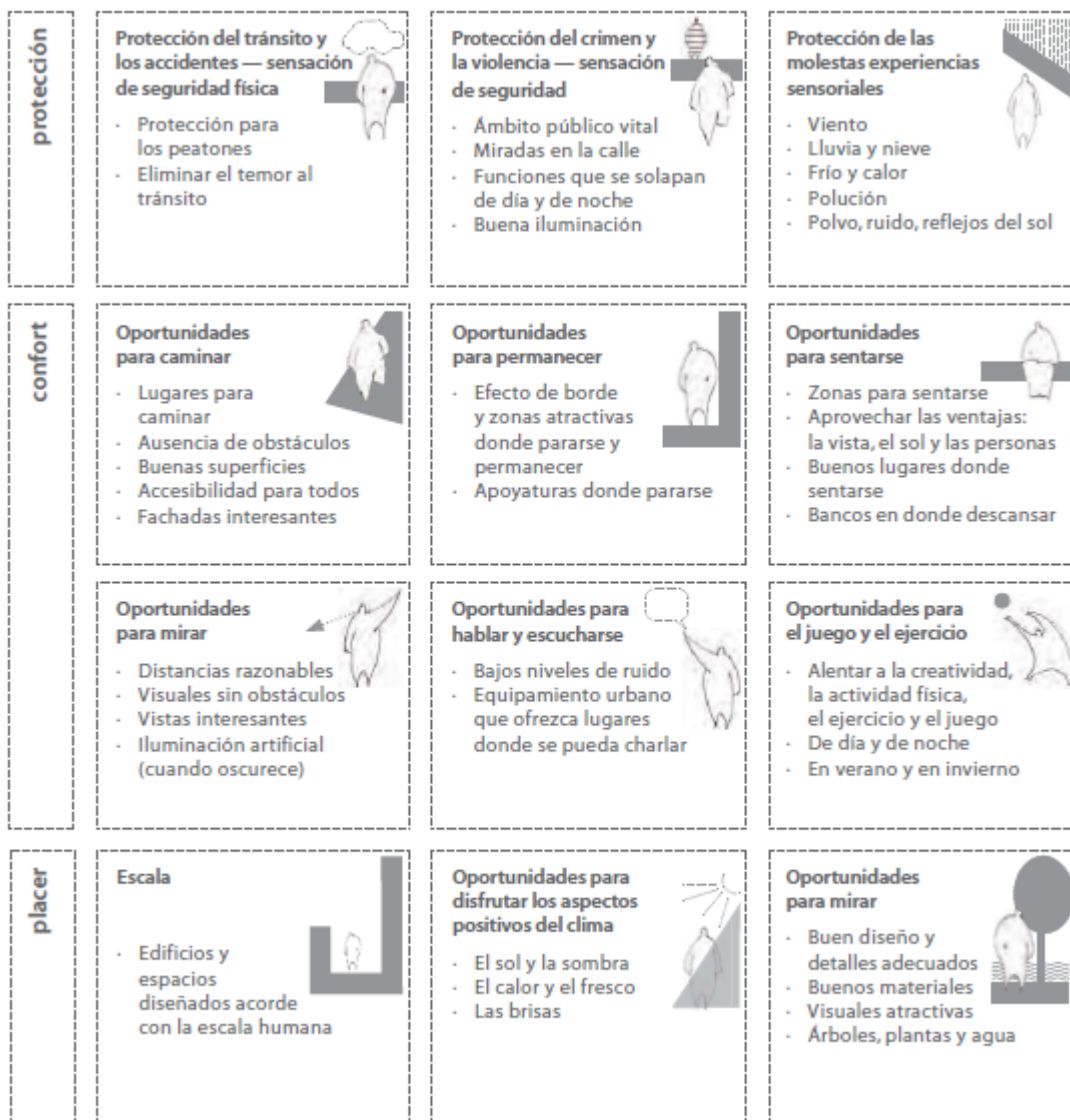 protección
Protección del tránsito y
los accidentes — sensación
de seguridad física
· Protección para
los peatones
· Eliminar el temor al
tránsito
Protección del crimen y
la violencia — sensación
de seguridad
· Ámbito público vital
· Miradas en la calle
· Funciones que se solapan
de día y de noche
· Buena iluminación
Protección de las
molestas experiencias
sensoriales
· Viento
· Lluvia y nieve
· Frío y calor
· Polución
· Polvo, ruido, reflejos del sol
confort
Oportunidades
para caminar
· Lugares para
caminar
· Ausencia de obstáculos
· Buenas superficies
· Accesibilidad para todos
· Fachadas interesantes
Oportunidades
para permanecer
· Efecto de borde
y zonas atractivas
donde pararse y
permanecer
· Apoyaturas donde pararse
Oportunidades
para sentarse
· Zonas para sentarse
· Aprovechar las ventajas:
la vista, el sol y las personas
· Buenos lugares donde
sentarse
· Bancos en donde descansar
Oportunidades
para mirar
· Distancias razonables
· Visuales sin obstáculos
· Vistas interesantes
· Iluminación artificial
(cuando oscurece)
Oportunidades para
hablar y escucharse
· Bajos niveles de ruido
· Equipamiento urbano
que ofrezca lugares
donde se pueda charlar
Oportunidades para
el juego y el ejercicio
· Alentar a la creatividad,
la actividad física,
el ejercicio y el juego
· De día y de noche
· En verano y en invierno
placer
Escala
· Edificios y
espacios
diseñados acorde
con la escala humana
Oportunidades para
disfrutar los aspectos
positivos del clima
· El sol y la sombra
· El calor y el fresco
· Las brisas
Oportunidades
para mirar
· Buen diseño y
detalles adecuados
· Buenos materiales
· Visuales atractivas
· Árboles, plantas y agua